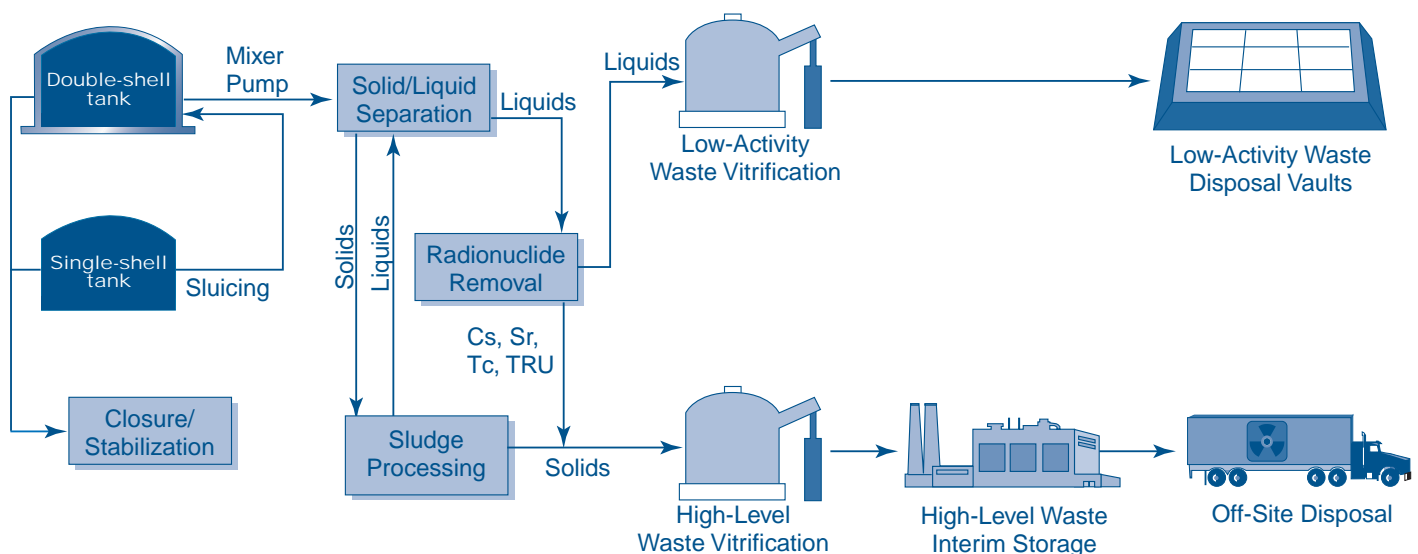 Double-shell
tank
Mixer
Pump
Solid/Liquid
Separation
Liquids
Liquids
Low-Activity
Waste Vitrification
Low-Activity Waste
Disposal Vaults
Single-shell
tank
Sluicing
Solids
Liquids
Radionuclide
Removal
Cs, Sr,
Tc, TRU
Closure/
Stabilization
Sludge
Processing
Solids
High-Level
Waste Vitrification
High-Level Waste
Interim Storage
Off-Site Disposal